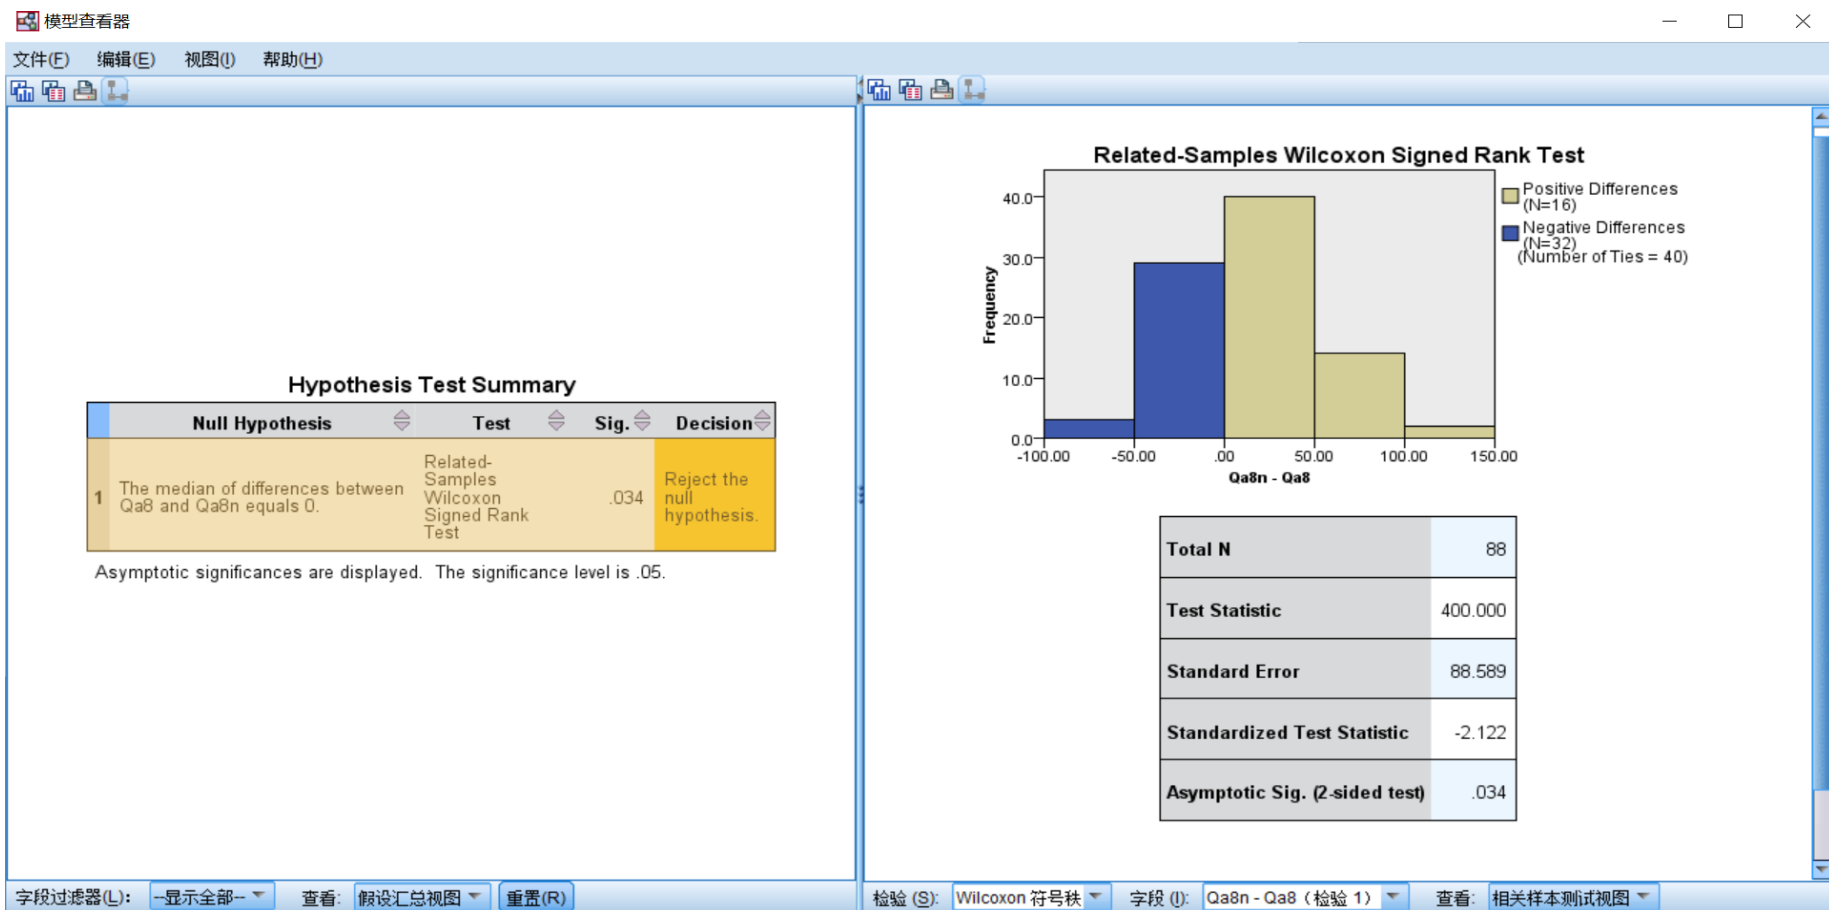 模型查看器
文件(F) 编辑(E) 视图(I) 帮助(H)
Hypothesis Test Summary
Null Hypothesis Test Sig. Decision
1
The median of differences between
Qa8 and Qa8n equals 0.
Related-
Samples
Wilcoxon
Signed Rank
Test
.034
Reject the
null
hypothesis.
Asymptotic significances are displayed. The significance level is .05.
字段过滤器(L): --显示全部-- 查看: 假设汇总视图 重置(R)
Related-Samples Wilcoxon Signed Rank Test
Positive Differences
(N=16)
Negative Differences
(N=32)
(Number of Ties = 40)
Frequency
40.0
30.0
20.0
10.0
0.0
-100.00 -50.00 .00 50.00 100.00 150.00
Qa8n - Qa8
Total N 88
Test Statistic 400.000
Standard Error 88.589
Standardized Test Statistic -2.122
Asymptotic Sig. (2-sided test) .034
检验 (S): Wilcoxon 符号秩 字段 (I): Qa8n - Qa8（检验 1） 查看: 相关样本测试视图